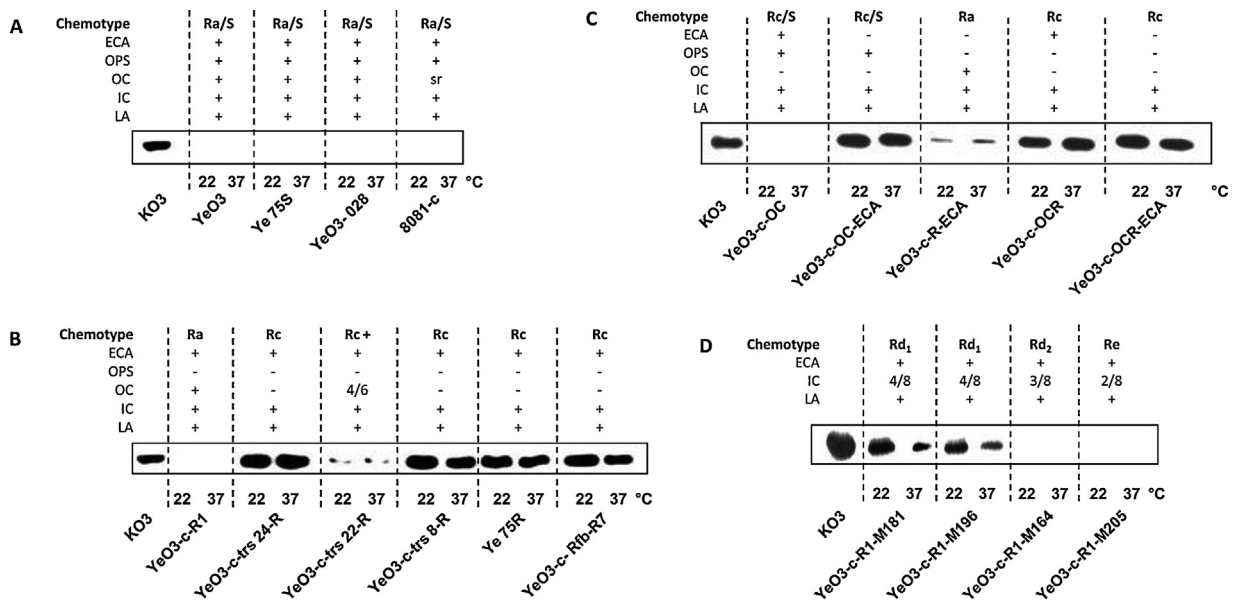 A
Chemotype Ra/S Ra/S Ra/S Ra/S
ECA + + + +
OPS + + + +
OC + + + sr
IC + + + +
LA + + + +
22 37 22 37 22 37 22 37 °C
KO3 YeO3 Ye 75S YeO3- 028 8081-c
B
Chemotype Ra Rc Rc + Rc Rc Rc
ECA + + + + + +
OPS - - - - - -
OC + - 4/6 - - -
IC + + + + + +
LA + + + + + +
22 37 22 37 22 37 22 37 22 37 22 37 °C
KO3 YeO3-c-R1 YeO3-c-trs 24-R YeO3-c-trs 22-R YeO3-c-trs 8-R Ye 75R YeO3-c- Rfb-R7
C
Chemotype Rc/S Rc/S Ra Rc Rc
ECA + - - + -
OPS + + - - -
OC - - + - -
IC + + + + +
LA + + + + +
22 37 22 37 22 37 22 37 22 37 °C
KO3 YeO3-c-OC YeO3-c-OC-ECA YeO3-c-R-ECA YeO3-c-OCR YeO3-c-OCR-ECA
D
Chemotype Rd₁ Rd₁ Rd₂ Re
ECA + + + +
IC 4/8 4/8 3/8 2/8
LA + + + +
22 37 22 37 22 37 22 37 °C
KO3 YeO3-c-R1-M181 YeO3-c-R1-M196 YeO3-c-R1-M164 YeO3-c-R1-M205